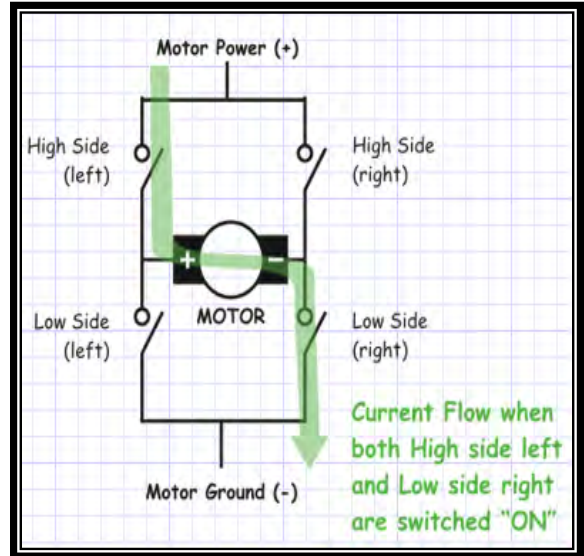 Motor Power (+)
High Side
(left)
High Side
(right)
+
−
MOTOR
Low Side
(left)
Low Side
(right)
Current Flow when
both High side left
and Low side right
are switched "ON"
Motor Ground (-)